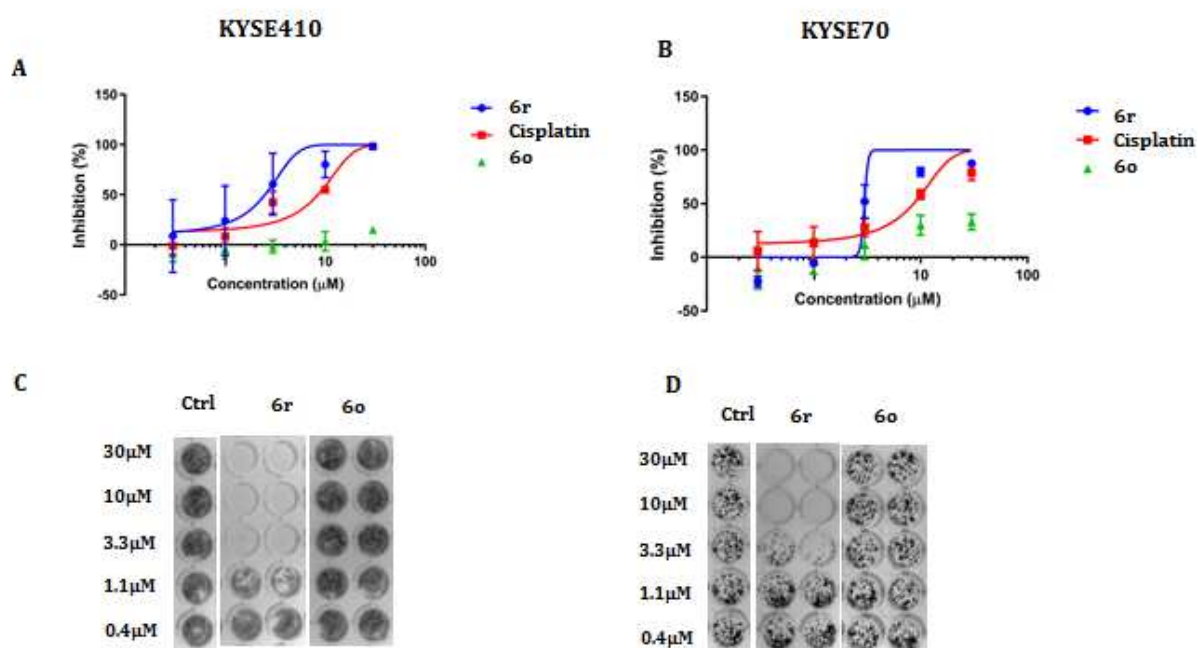 KYSE410
KYSE70
A
B
150
100
50
0
-50
Inhibition (%)
10
100
Concentration (µM)
6r
Cisplatin
6o
150
100
50
0
-50
Inhibition (%)
10
100
Concentration (µM)
6r
Cisplatin
6o
C
Ctrl 6r 6o
30µM
10µM
3.3µM
1.1µM
0.4µM
D
Ctrl 6r 6o
30µM
10µM
3.3µM
1.1µM
0.4µM